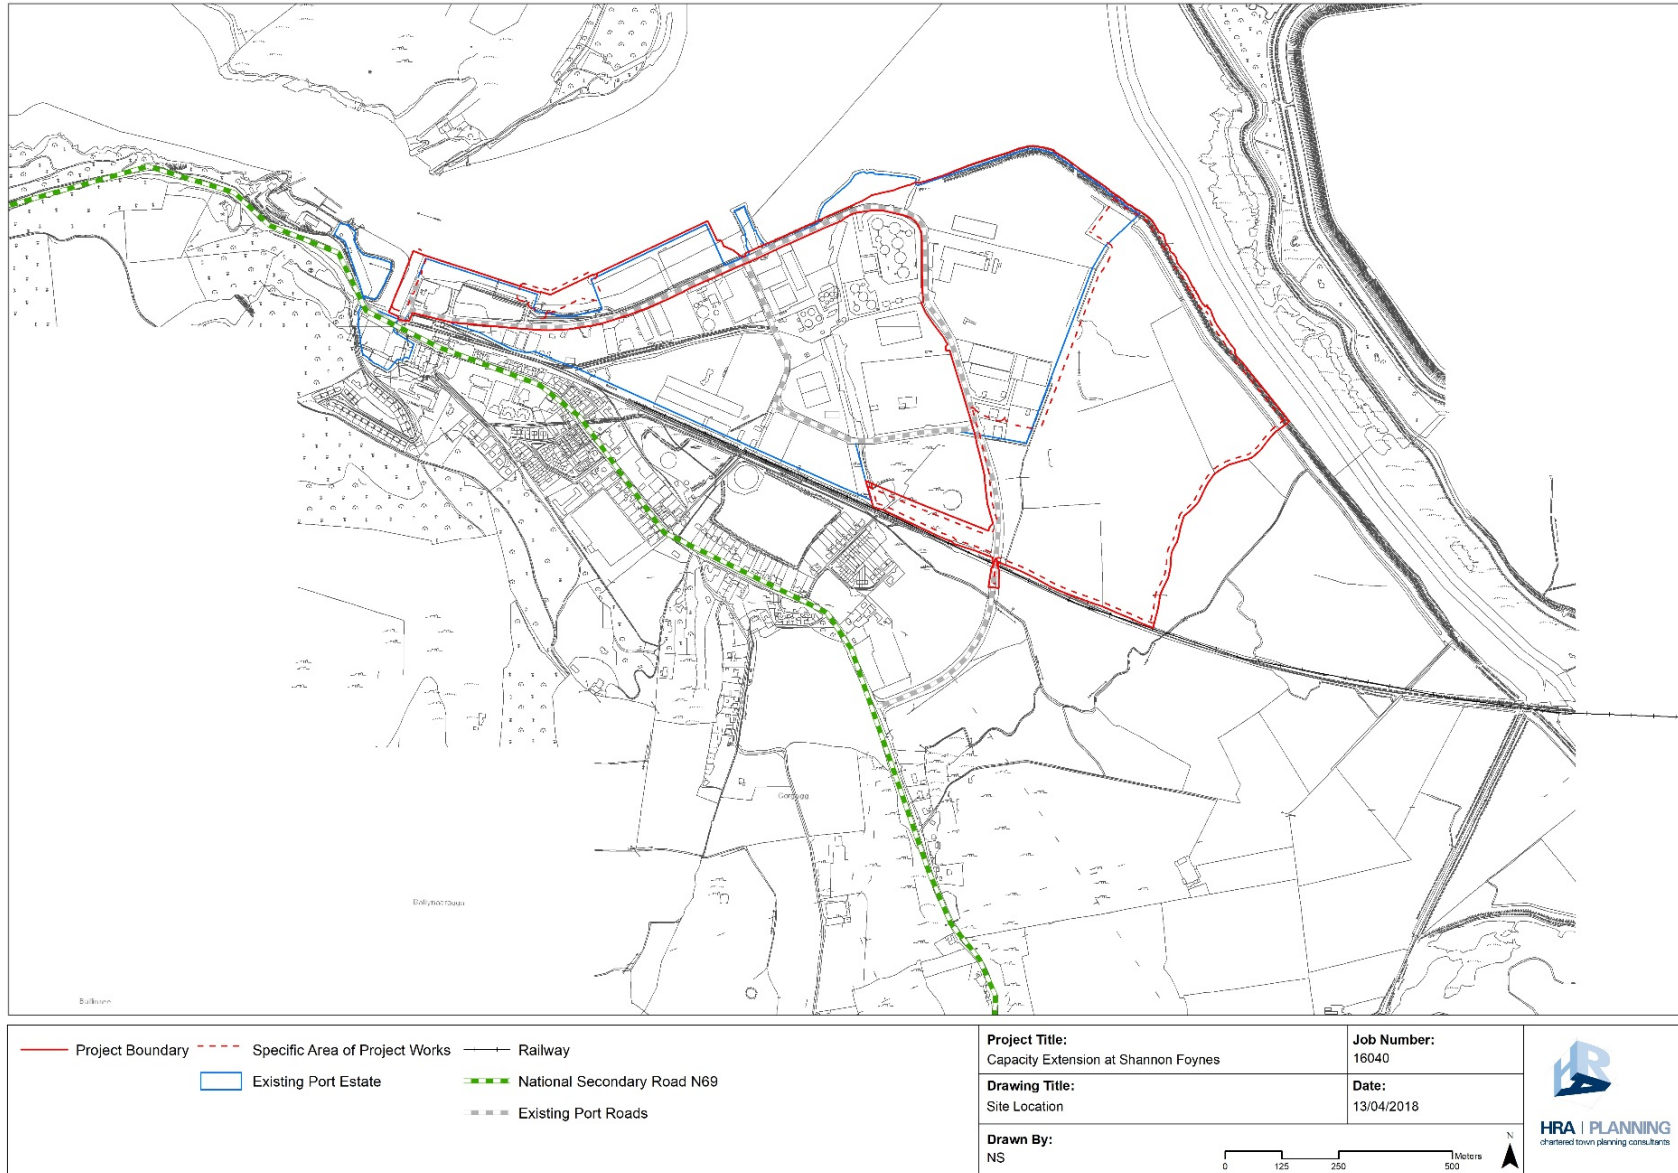 Gorteen
Ballynacragga
Project Boundary
Specific Area of Project Works
Railway
Existing Port Estate
National Secondary Road N69
Existing Port Roads
Project Title:
Capacity Extension at Shannon Foynes
Job Number:
16040
Drawing Title:
Site Location
Date:
13/04/2018
Drawn By:
NS
0 125 250 500 Meters
N
HRA | PLANNING
chartered town planning consultants